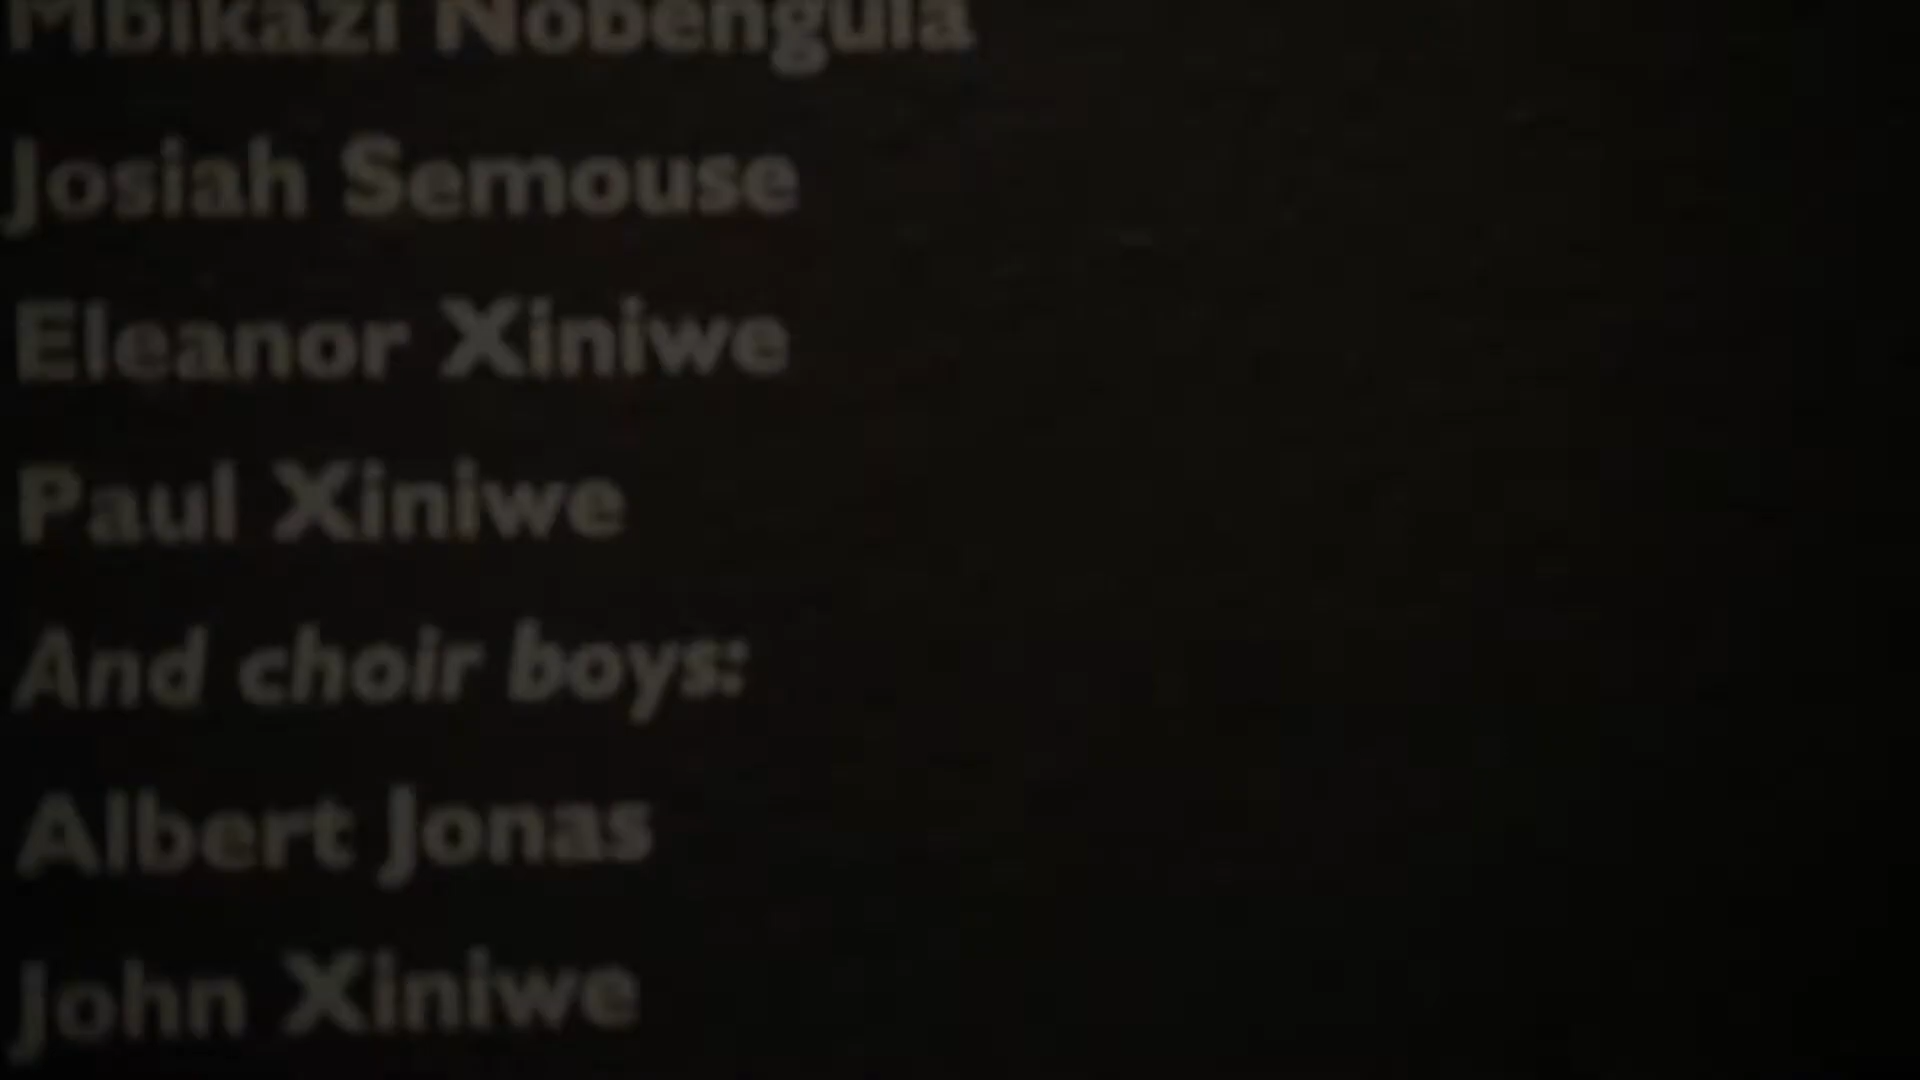 Mbikazi Nobengula
Josiah Semouse
Eleanor Xiniwe
Paul Xiniwe
And choir boys:
Albert Jonas
John Xiniwe